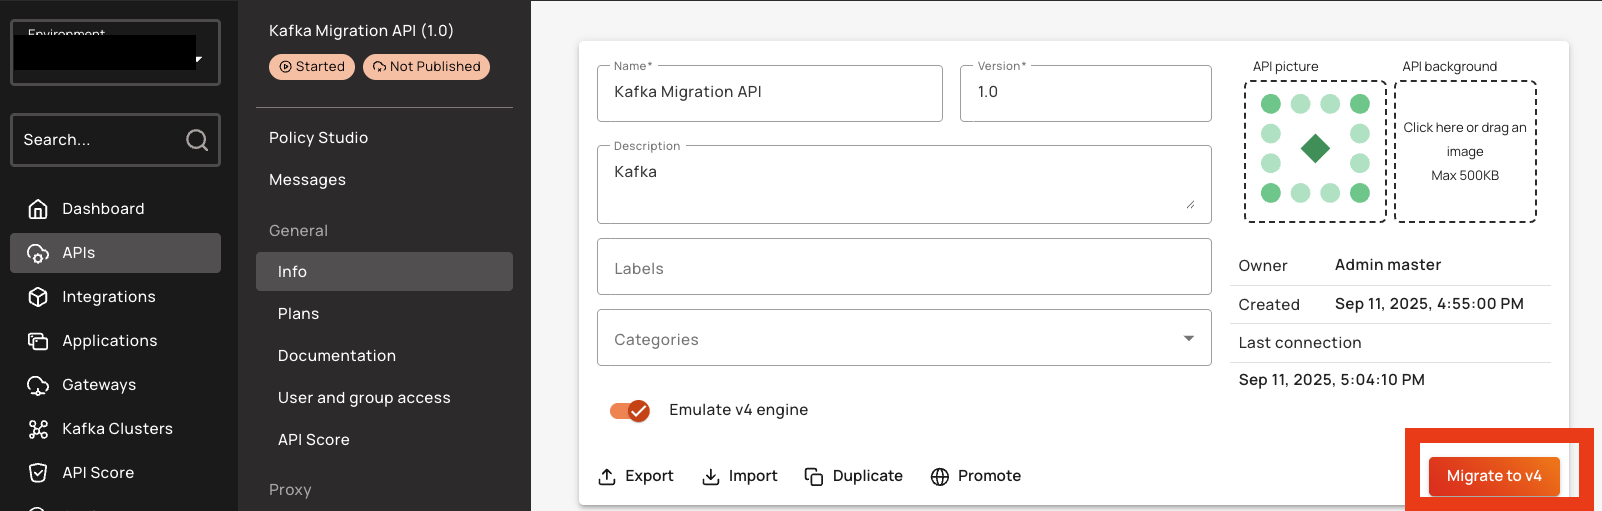 Environment
Search...
Dashboard
APIs
Integrations
Applications
Gateways
Kafka Clusters
API Score
Kafka Migration API (1.0)
Started
Not Published
Policy Studio
Messages
General
Info
Plans
Documentation
User and group access
API Score
Proxy
Name*
Kafka Migration API
Version*
1.0
Description
Kafka
Labels
Categories
Emulate v4 engine
Export
Import
Duplicate
Promote
API picture
API background
Click here or drag an
image
Max 500KB
Owner
Admin master
Created
Sep 11, 2025, 4:55:00 PM
Last connection
Sep 11, 2025, 5:04:10 PM
Migrate to v4